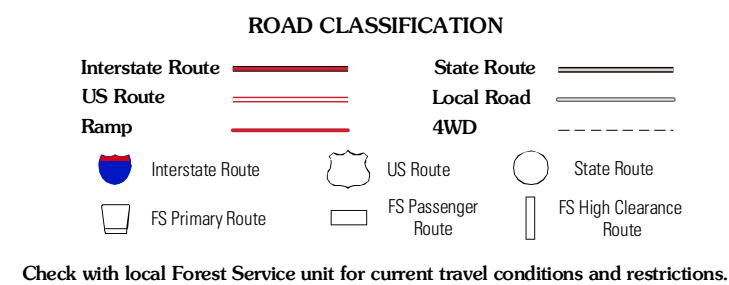 ROAD CLASSIFICATION
Interstate Route
State Route
US Route
Local Road
Ramp
4WD
Interstate Route
US Route
State Route
FS Primary Route
FS Passenger
Route
FS High Clearance
Route
Check with local Forest Service unit for current travel conditions and restrictions.